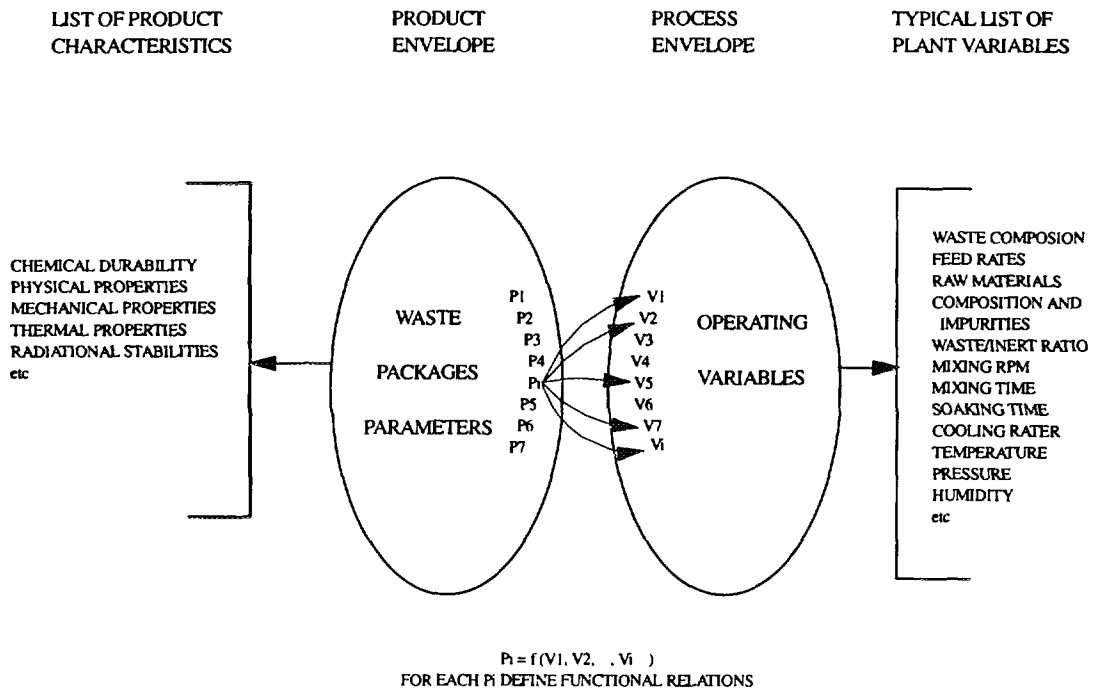 LIST OF PRODUCT
CHARACTERISTICS
PRODUCT
ENVELOPE
PROCESS
ENVELOPE
TYPICAL LIST OF
PLANT VARIABLES
CHEMICAL DURABILITY
PHYSICAL PROPERTIES
MECHANICAL PROPERTIES
THERMAL PROPERTIES
RADIATIONAL STABILITIES
etc
WASTE
PACKAGES
PARAMETERS
P1
P2
P3
P4
Pi
P5
P6
P7
V1
V2
V3
V4
V5
V6
V7
Vi
OPERATING
VARIABLES
WASTE COMPOSION
FEED RATES
RAW MATERIALS
COMPOSITION AND
IMPURITIES
WASTE/INERT RATIO
MIXING RPM
MIXING TIME
SOAKING TIME
COOLING RATER
TEMPERATURE
PRESSURE
HUMIDITY
etc
Pi = f (V1, V2, , Vi )
FOR EACH Pi DEFINE FUNCTIONAL RELATIONS